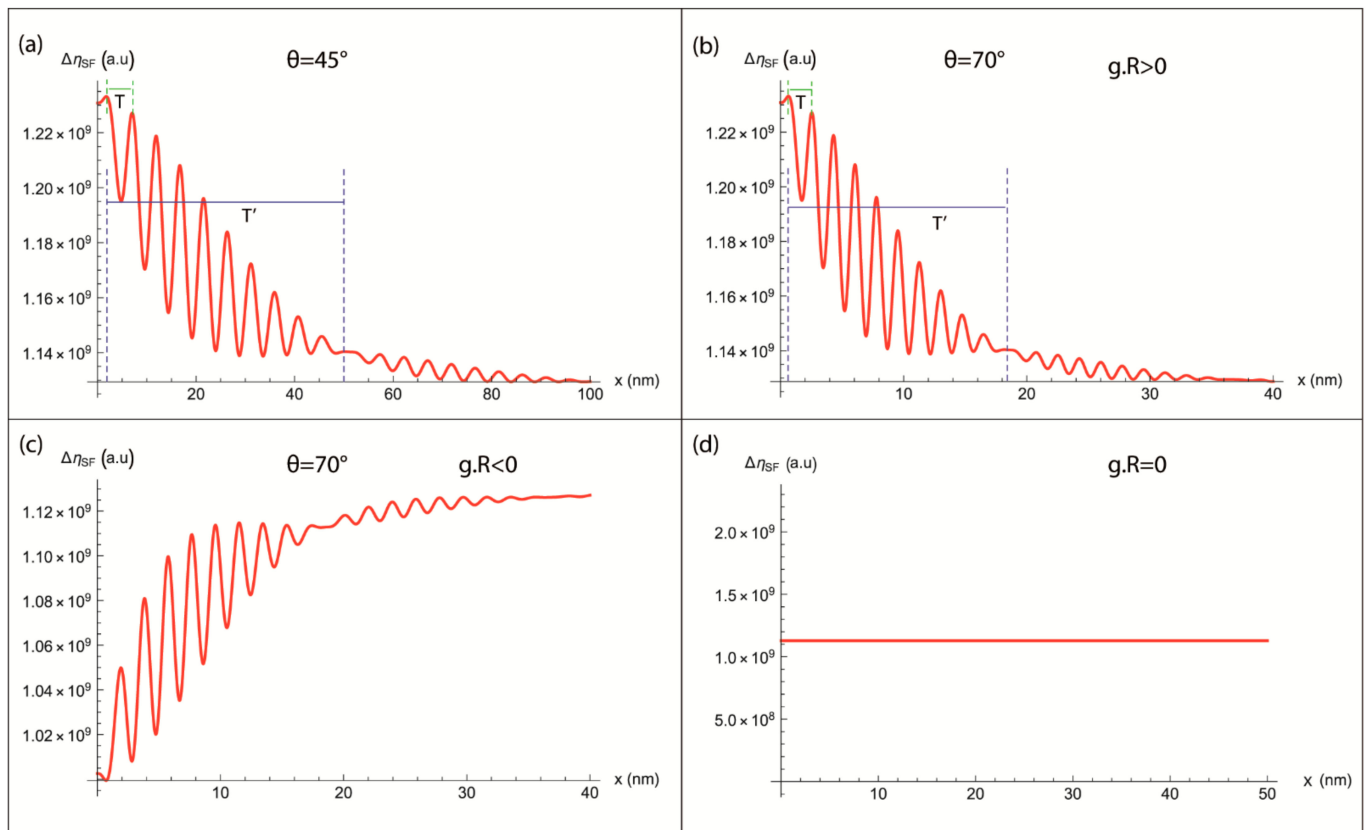 (a)
Δη_SF (a.u)
θ=45°
T
1.22 × 10⁹
1.20 × 10⁹
T′
1.18 × 10⁹
1.16 × 10⁹
1.14 × 10⁹
20 40 60 80 100 x (nm)
(b)
Δη_SF (a.u)
θ=70° g.R>0
T
1.22 × 10⁹
1.20 × 10⁹
T′
1.18 × 10⁹
1.16 × 10⁹
1.14 × 10⁹
10 20 30 40 x (nm)
(c)
Δη_SF (a.u)
θ=70° g.R<0
1.12 × 10⁹
1.10 × 10⁹
1.08 × 10⁹
1.06 × 10⁹
1.04 × 10⁹
1.02 × 10⁹
10 20 30 40 x (nm)
(d)
Δη_SF (a.u)
g.R=0
2.0 × 10⁹
1.5 × 10⁹
1.0 × 10⁹
5.0 × 10⁸
10 20 30 40 50 x (nm)